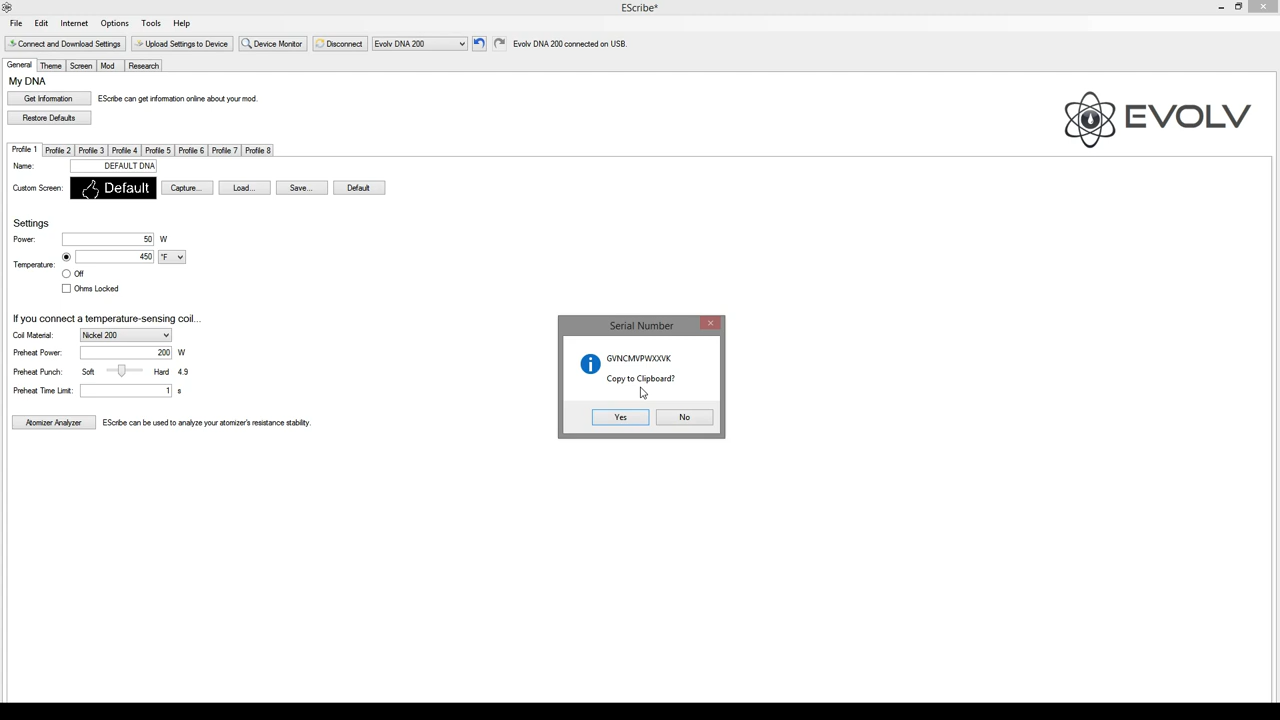 EScribe*
File Edit Internet Options Tools Help
Connect and Download Settings Upload Settings to Device Device Monitor Disconnect Evolv DNA 200 Evolv DNA 200 connected on USB.
General Theme Screen Mod Research
My DNA
Get Information EScribe can get information online about your mod.
Restore Defaults
EVOLV
Profile 1 Profile 2 Profile 3 Profile 4 Profile 5 Profile 6 Profile 7 Profile 8
Name: DEFAULT DNA
Custom Screen: Default Capture... Load... Save... Default
Settings
Power: 50 W
Temperature: 450 °F
Off
Ohms Locked
If you connect a temperature-sensing coil...
Coil Material: Nickel 200
Preheat Power: 200 W
Preheat Punch: Soft Hard 4.9
Preheat Time Limit: 1 s
Atomizer Analyzer EScribe can be used to analyze your atomizer's resistance stability.
Serial Number
GVNCMVPWXXVK
Copy to Clipboard?
Yes No